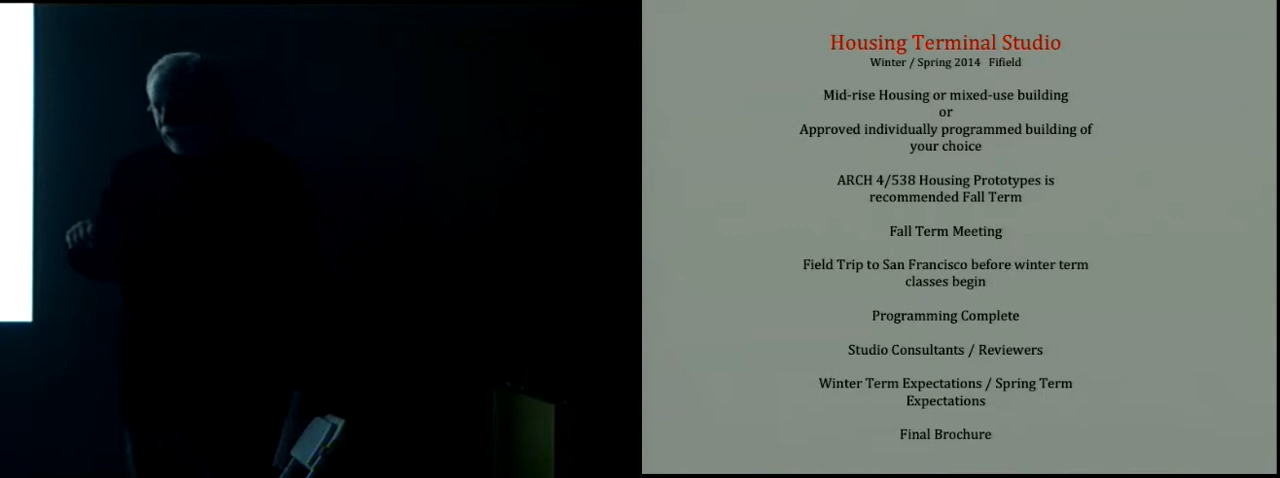 Housing Terminal Studio
Winter / Spring 2014 Fifield
Mid-rise Housing or mixed-use building
or
Approved individually programmed building of
your choice
ARCH 4/538 Housing Prototypes is
recommended Fall Term
Fall Term Meeting
Field Trip to San Francisco before winter term
classes begin
Programming Complete
Studio Consultants / Reviewers
Winter Term Expectations / Spring Term
Expectations
Final Brochure